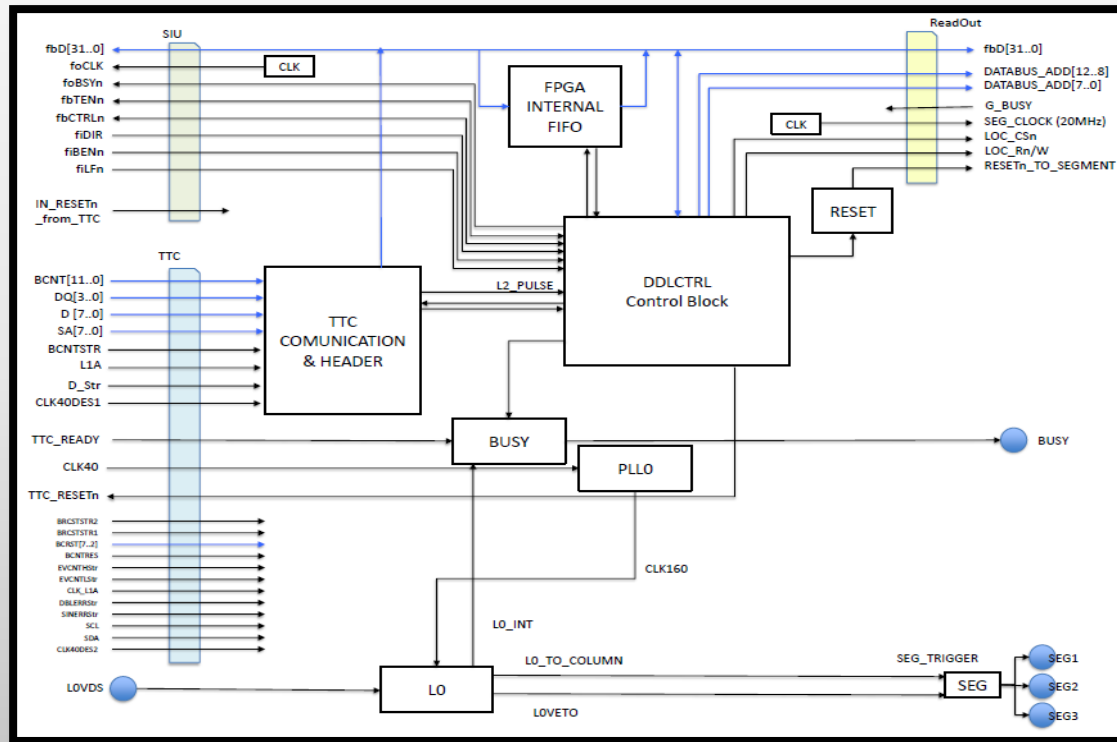 SIU
ReadOut
fbD[31..0]
foCLK
foBSYn
fbTENn
fbCTRLn
fiDIR
fiBENn
fiLFn
IN_RESETn
_from_TTC
CLK
FPGA
INTERNAL
FIFO
fbD[31..0]
DATABUS_ADD[12..8]
DATABUS_ADD[7..0]
G_BUSY
CLK
SEG_CLOCK (20MHz)
LOC_CSn
LOC_Rn/W
RESETn_TO_SEGMENT
RESET
TTC
BCNT[11..0]
DQ[3..0]
D [7..0]
SA[7..0]
BCNTSTR
L1A
D_Str
CLK40DES1
TTC
COMUNICATION
& HEADER
L2_PULSE
DDLCTRL
Control Block
TTC_READY
CLK40
TTC_RESETn
BUSY
PLL0
BUSY
BRCSTSTR2
BRCSTSTR1
BCRST[7..2]
BCNTRES
EVCNTHStr
EVCNTLStr
CLK_L1A
DBLERRStr
SINERRStr
SCL
SDA
CLK40DES2
CLK160
L0_INT
L0VDS
L0
L0_TO_COLUMN
L0VETO
SEG_TRIGGER
SEG
SEG1
SEG2
SEG3